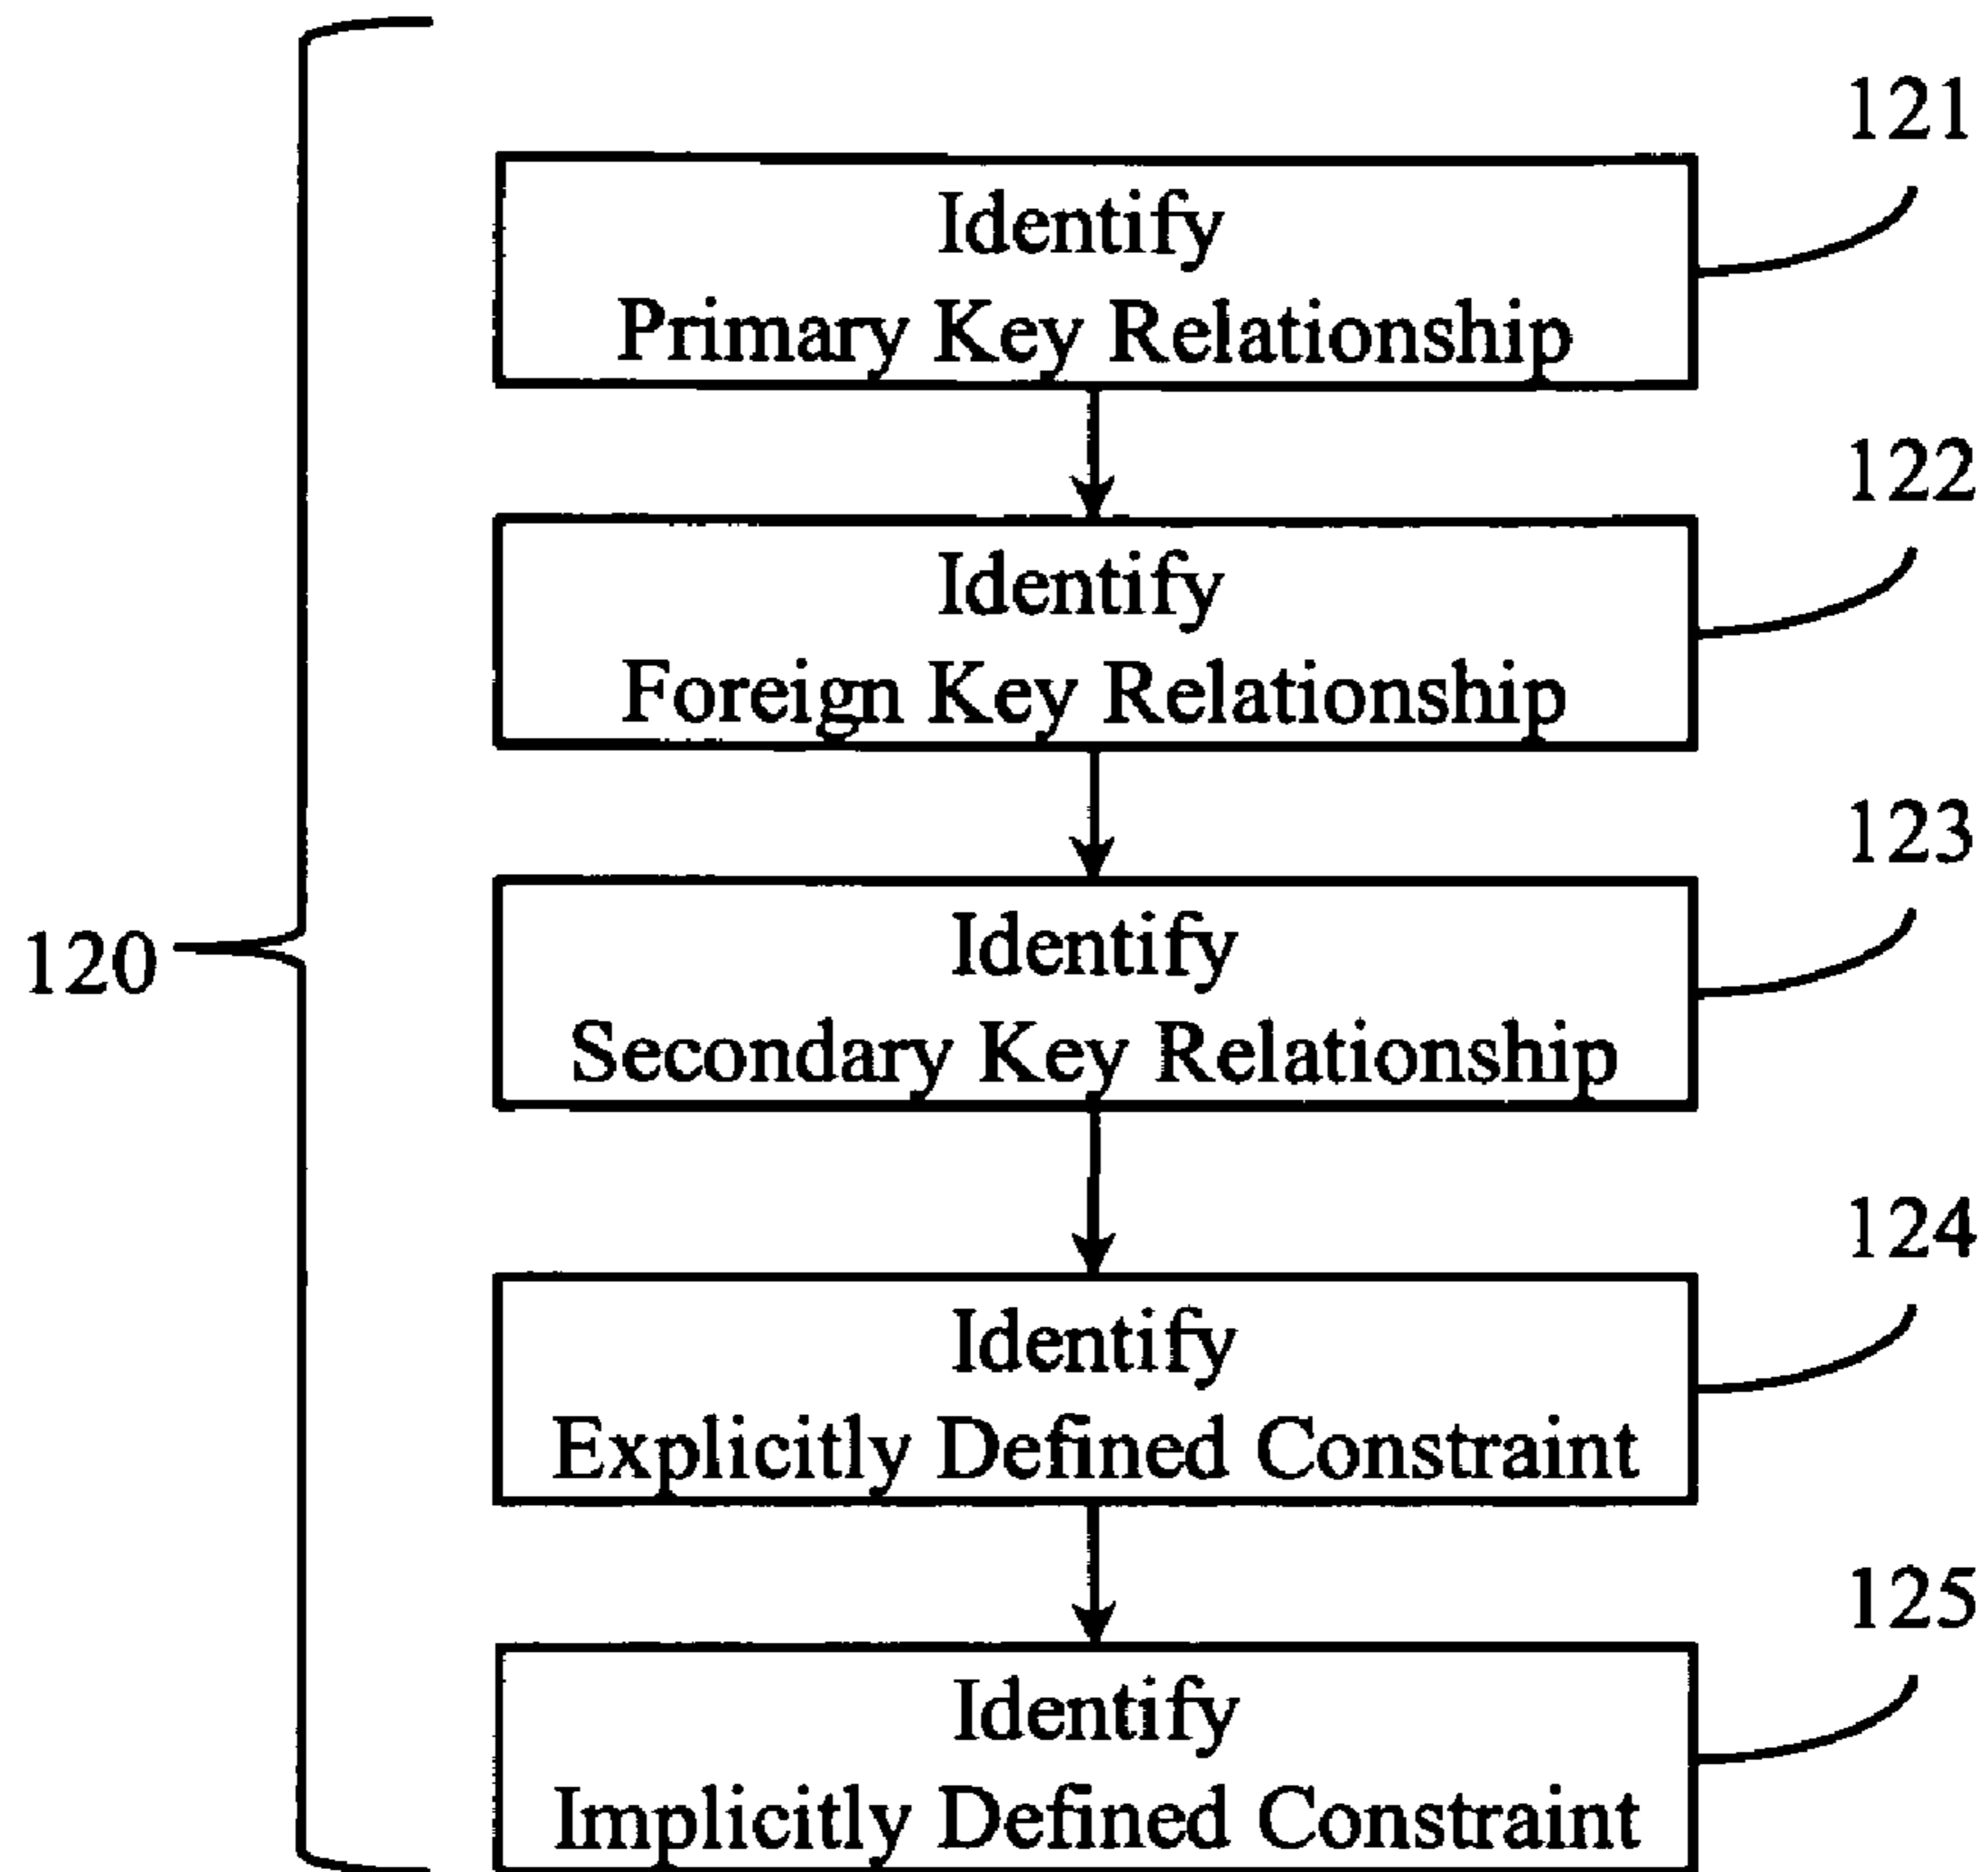 121
Identify
Primary Key Relationship
122
Identify
Foreign Key Relationship
123
Identify
Secondary Key Relationship
120
124
Identify
Explicitly Defined Constraint
125
Identify
Implicitly Defined Constraint